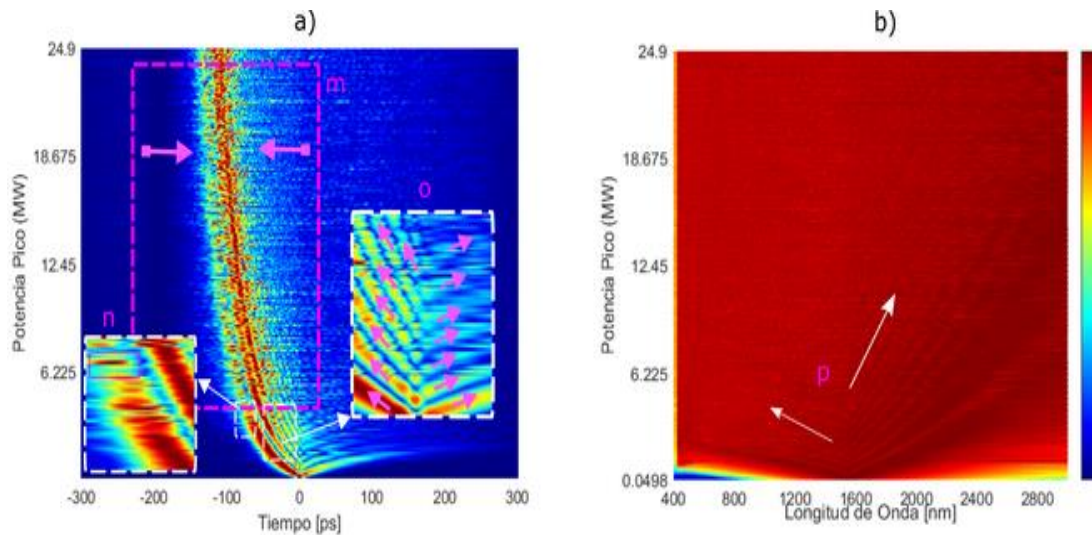 a)
24.9
18.675
12.45
6.225
Potencia Pico (MW)
m
n
o
-300
-200
-100
0
100
200
300
Tiempo [ps]
b)
24.9
18.675
12.45
6.225
0.0498
Potencia Pico (MW)
p
400
800
1200
1600
2000
2400
Longitud de Onda [nm]